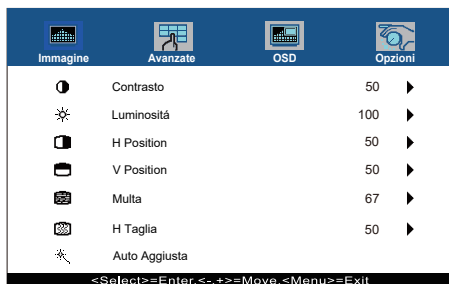 Immagine Avanzate OSD Opzioni
Contrasto 50
Luminositá 100
H Position 50
V Position 50
Multa 67
H Taglia 50
Auto Aggiusta
<Select>=Enter,<-,+>=Move,<Menu>=Exit